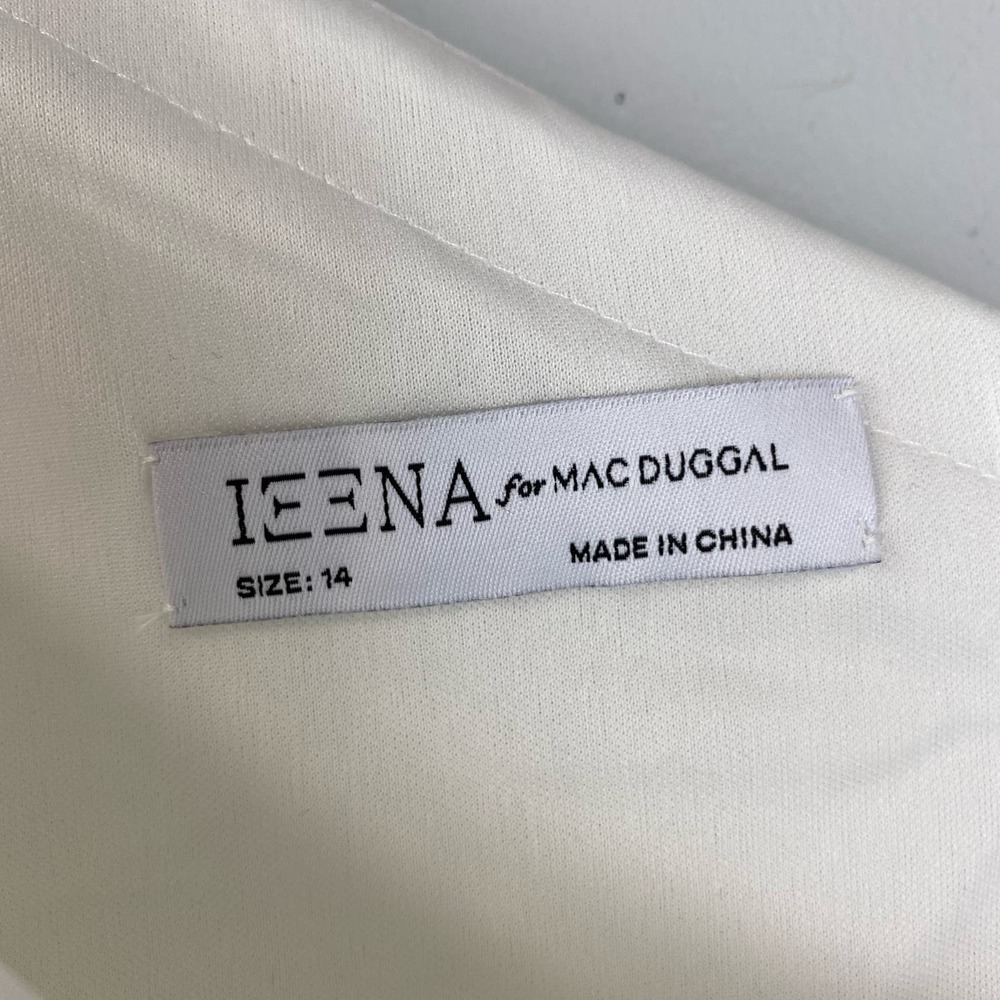 IEENA for MAC DUGGAL
SIZE: 14
MADE IN CHINA